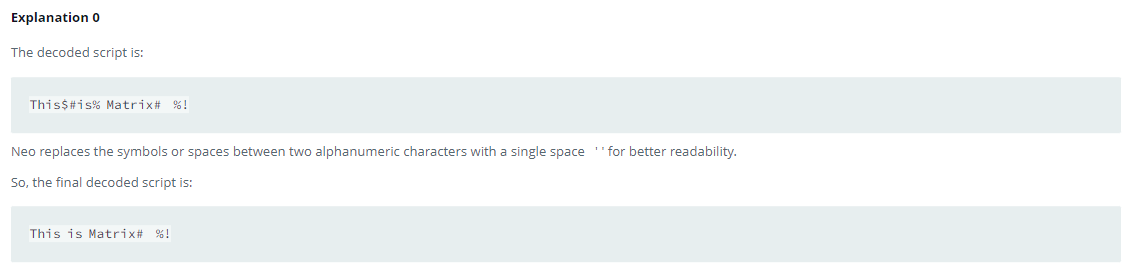 Explanation 0
The decoded script is:
This$#is% Matrix#  %!
Neo replaces the symbols or spaces between two alphanumeric characters with a single space  ' ' for better readability.
So, the final decoded script is:
This is Matrix#  %!